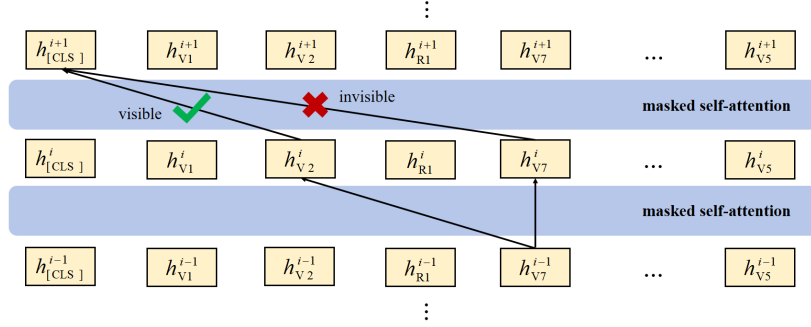 ⋮
h^{i+1}_{[CLS]} h^{i+1}_{V1} h^{i+1}_{V2} h^{i+1}_{R1} h^{i+1}_{V7} ... h^{i+1}_{V5}
visible invisible masked self-attention
h^{i}_{[CLS]} h^{i}_{V1} h^{i}_{V2} h^{i}_{R1} h^{i}_{V7} ... h^{i}_{V5}
masked self-attention
h^{i-1}_{[CLS]} h^{i-1}_{V1} h^{i-1}_{V2} h^{i-1}_{R1} h^{i-1}_{V7} ... h^{i-1}_{V5}
⋮